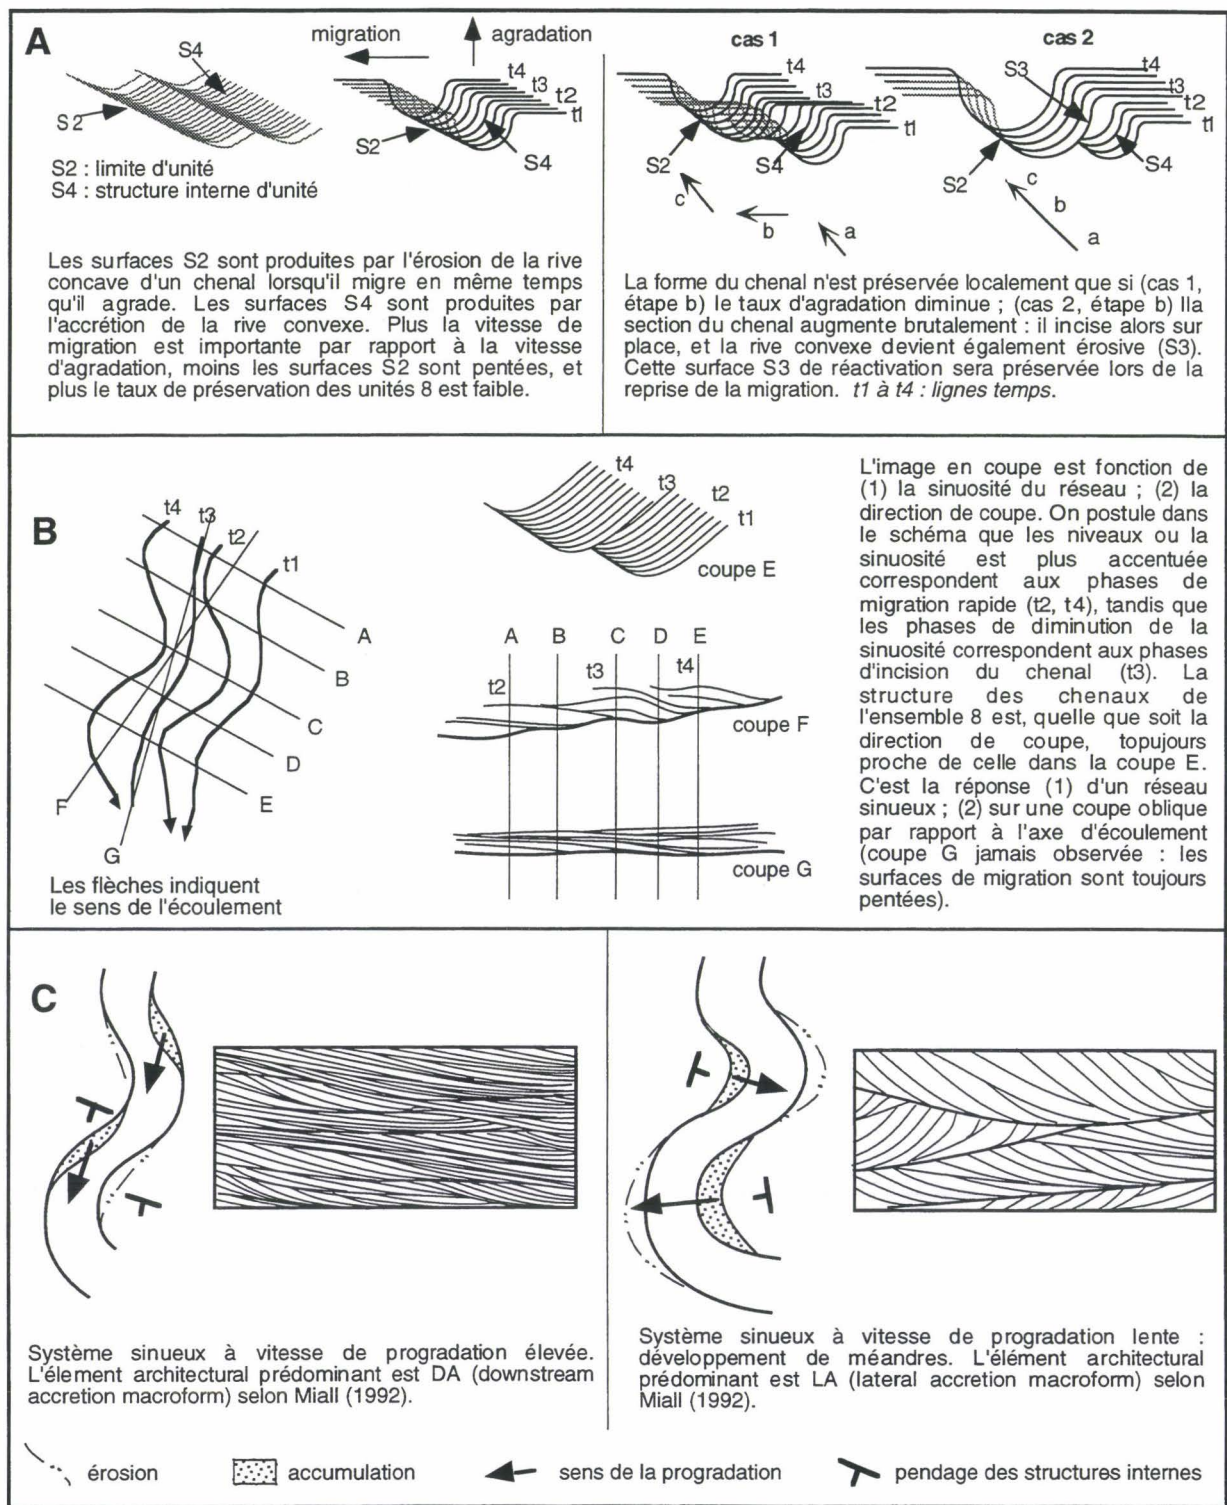 A
S4
S2
S2 : limite d'unité
S4 : structure interne d'unité
migration
agradation
t4
t3
t2
t1
S2
S4
Les surfaces S2 sont produites par l'érosion de la rive
concave d'un chenal lorsqu'il migre en même temps
qu'il agrade. Les surfaces S4 sont produites par
l'accrétion de la rive convexe. Plus la vitesse de
migration est importante par rapport à la vitesse
d'agradation, moins les surfaces S2 sont pentées, et
plus le taux de préservation des unités 8 est faible.
cas 1
t4
t3
t2
t1
S2
S4
c
b
a
cas 2
S3
t4
t3
t2
t1
S2
S4
c
b
a
La forme du chenal n'est préservée localement que si (cas 1,
étape b) le taux d'agradation diminue ; (cas 2, étape b) lla
section du chenal augmente brutalement : il incise alors sur
place, et la rive convexe devient également érosive (S3).
Cette surface S3 de réactivation sera préservée lors de la
reprise de la migration. t1 à t4 : lignes temps.
B
t4
t3
t2
t1
A
B
C
D
E
F
G
Les flèches indiquent
le sens de l'écoulement
t4
t3
t2
t1
coupe E
A B C D E
t2
t3
t4
coupe F
coupe G
L'image en coupe est fonction de
(1) la sinuosité du réseau ; (2) la
direction de coupe. On postule dans
le schéma que les niveaux ou la
sinuosité est plus accentuée
correspondent aux phases de
migration rapide (t2, t4), tandis que
les phases de diminution de la
sinuosité correspondent aux phases
d'incision du chenal (t3). La
structure des chenaux de
l'ensemble 8 est, quelle que soit la
direction de coupe, topujours
proche de celle dans la coupe E.
C'est la réponse (1) d'un réseau
sinueux ; (2) sur une coupe oblique
par rapport à l'axe d'écoulement
(coupe G jamais observée : les
surfaces de migration sont toujours
pentées).
C
Système sinueux à vitesse de progradation élevée.
L'élement architectural prédominant est DA (downstream
accretion macroform) selon Miall (1992).
Système sinueux à vitesse de progradation lente :
développement de méandres. L'élément architectural
prédominant est LA (lateral accretion macroform) selon
Miall (1992).
érosion
accumulation
sens de la progradation
pendage des structures internes